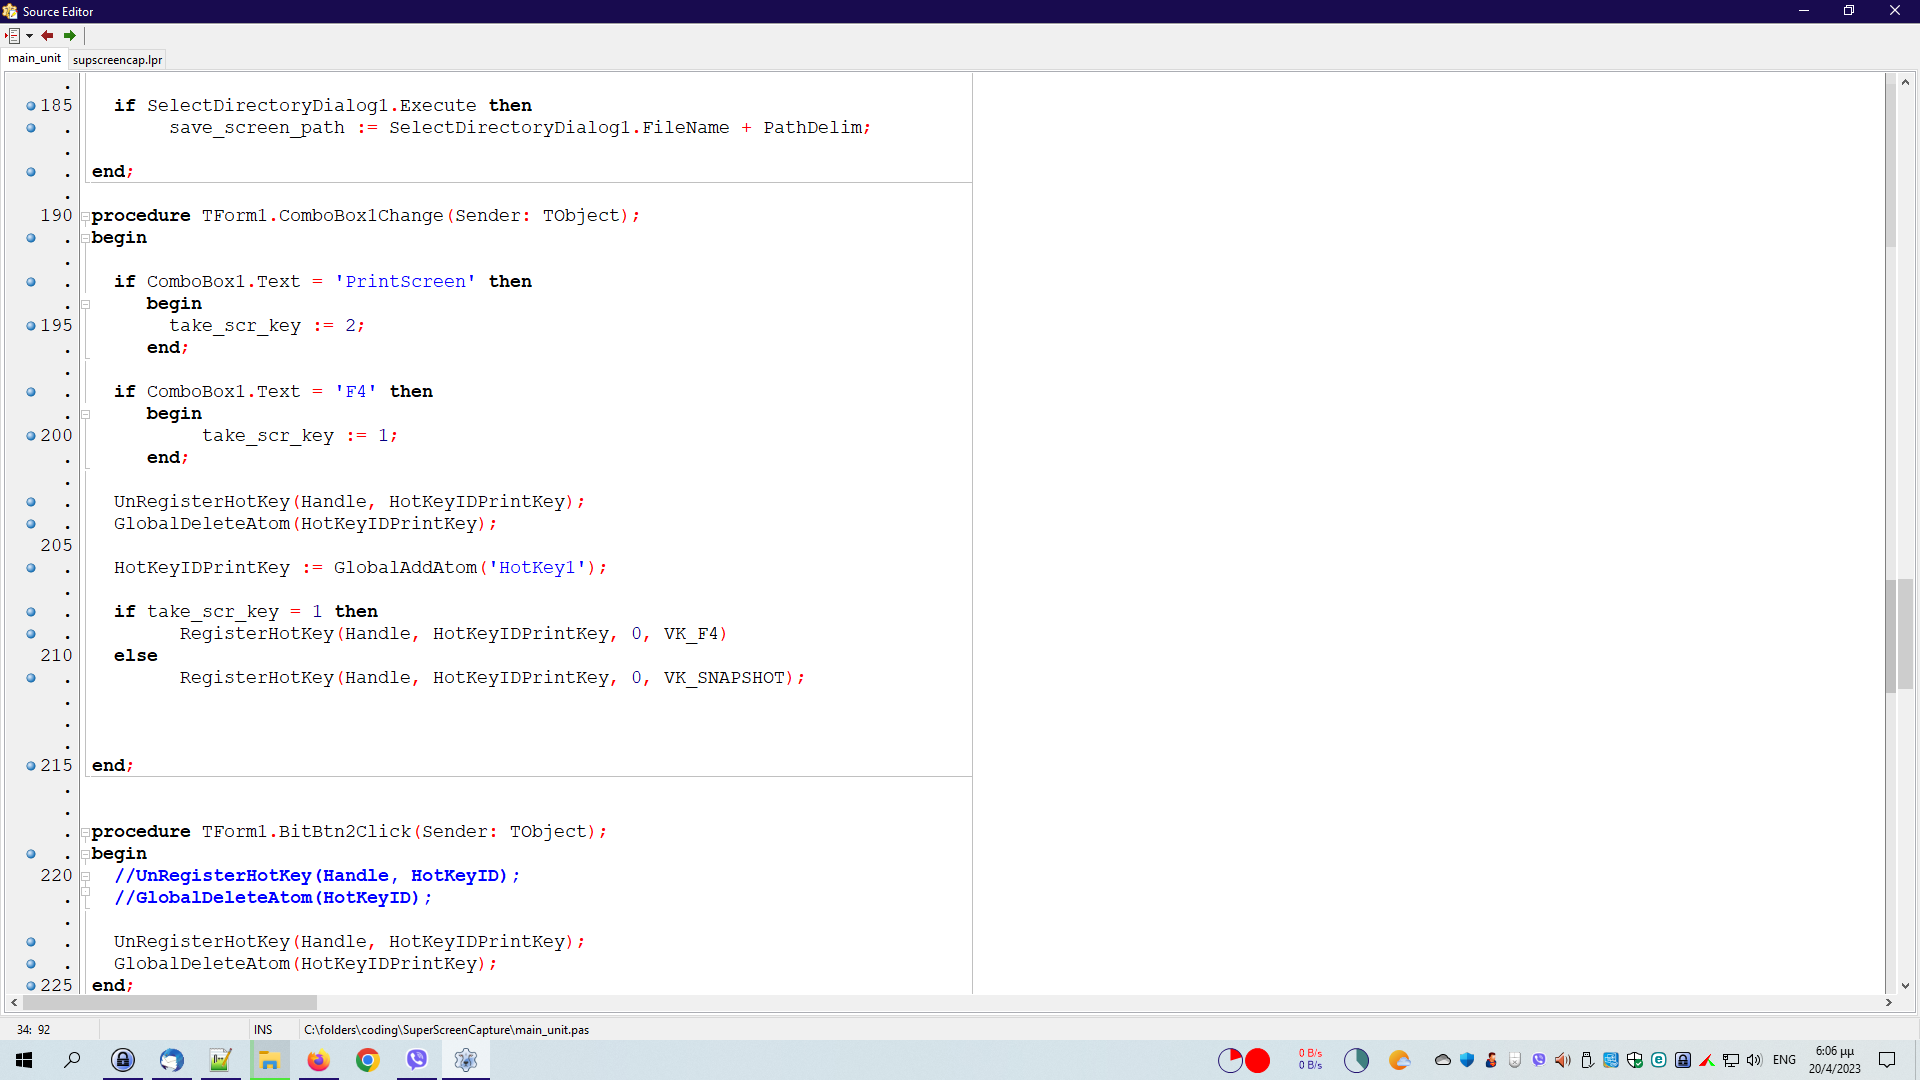 Source Editor
main_unit supscreencap.lpr
.
185 if SelectDirectoryDialog1.Execute then
. save_screen_path := SelectDirectoryDialog1.FileName + PathDelim;
.
. end;
.
190 procedure TForm1.ComboBox1Change(Sender: TObject);
. begin
.
. if ComboBox1.Text = 'PrintScreen' then
. begin
195 take_scr_key := 2;
. end;
.
. if ComboBox1.Text = 'F4' then
. begin
200 take_scr_key := 1;
. end;
.
. UnRegisterHotKey(Handle, HotKeyIDPrintKey);
. GlobalDeleteAtom(HotKeyIDPrintKey);
205
. HotKeyIDPrintKey := GlobalAddAtom('HotKey1');
.
. if take_scr_key = 1 then
. RegisterHotKey(Handle, HotKeyIDPrintKey, 0, VK_F4)
210 else
. RegisterHotKey(Handle, HotKeyIDPrintKey, 0, VK_SNAPSHOT);
.
.
.
215 end;
.
.
. procedure TForm1.BitBtn2Click(Sender: TObject);
. begin
220 //UnRegisterHotKey(Handle, HotKeyID);
. //GlobalDeleteAtom(HotKeyID);
.
. UnRegisterHotKey(Handle, HotKeyIDPrintKey);
. GlobalDeleteAtom(HotKeyIDPrintKey);
225 end;
34: 92 INS C:\folders\coding\SuperScreenCapture\main_unit.pas
0 B/s
0 B/s
ENG
6:06 μμ
20/4/2023